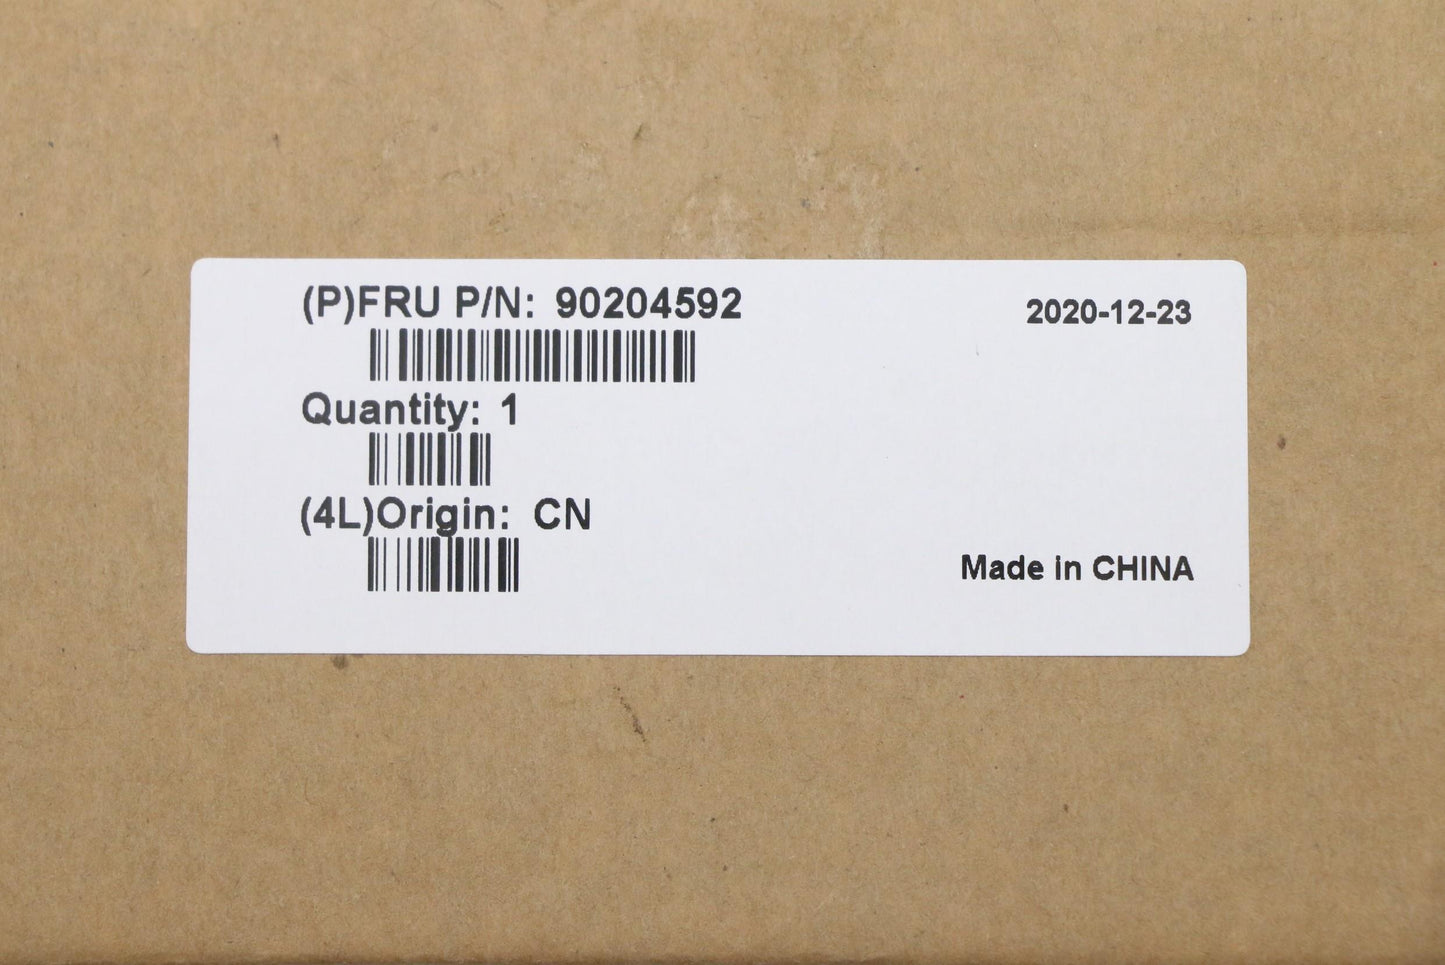 (P)FRU P/N: 90204592
2020-12-23
Quantity: 1
(4L)Origin: CN
Made in CHINA